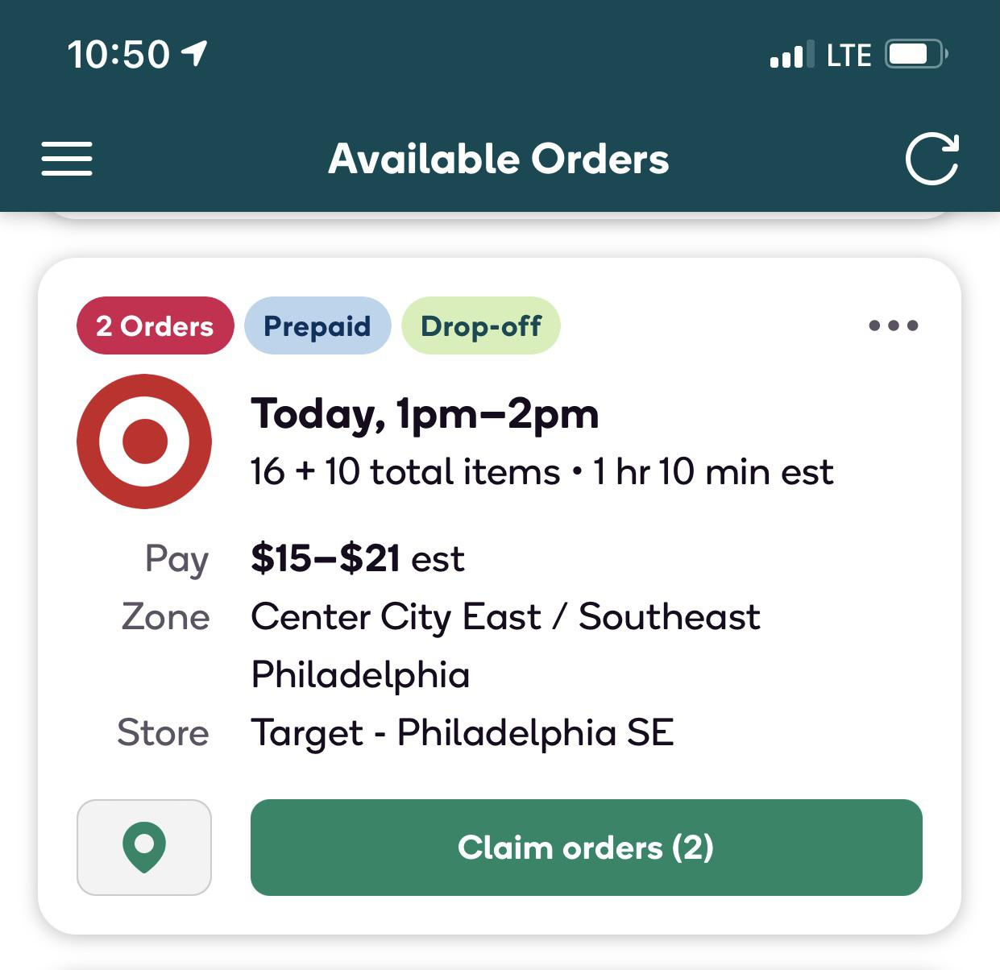 10:50
LTE
Available Orders
2 Orders Prepaid Drop-off
Today, 1pm–2pm
16 + 10 total items • 1 hr 10 min est
Pay $15–$21 est
Zone Center City East / Southeast
Philadelphia
Store Target - Philadelphia SE
Claim orders (2)